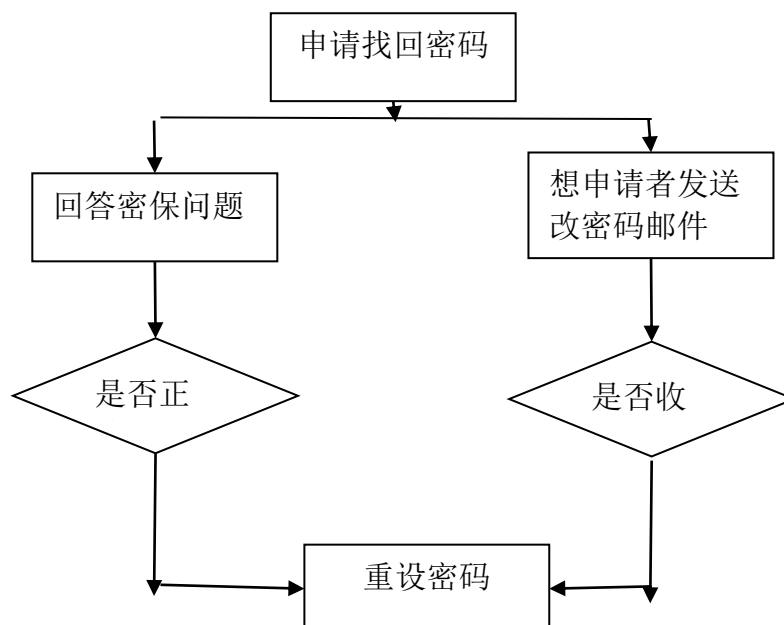 申请找回密码
回答密保问题
想申请者发送
改密码邮件
是否正
是否收
重设密码